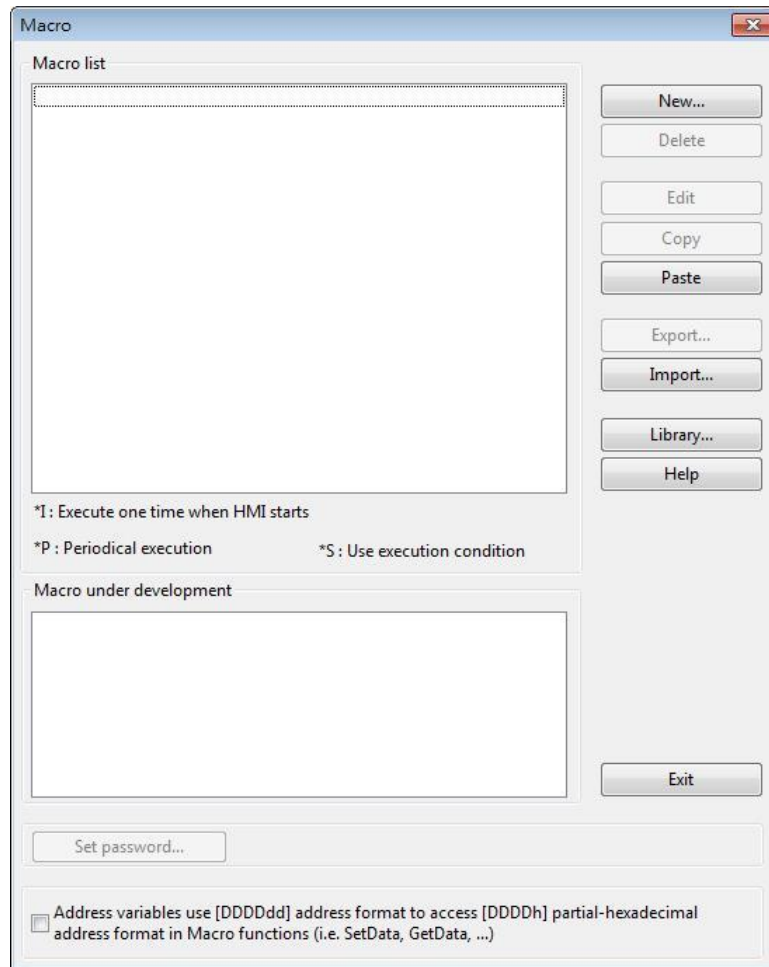 Macro
Macro list
New...
Delete
Edit
Copy
Paste
Export...
Import...
Library...
Help
*I : Execute one time when HMI starts
*P : Periodical execution
*S : Use execution condition
Macro under development
Exit
Set password...
Address variables use [DDDDdd] address format to access [DDDDh] partial-hexadecimal
address format in Macro functions (i.e. SetData, GetData, ...)